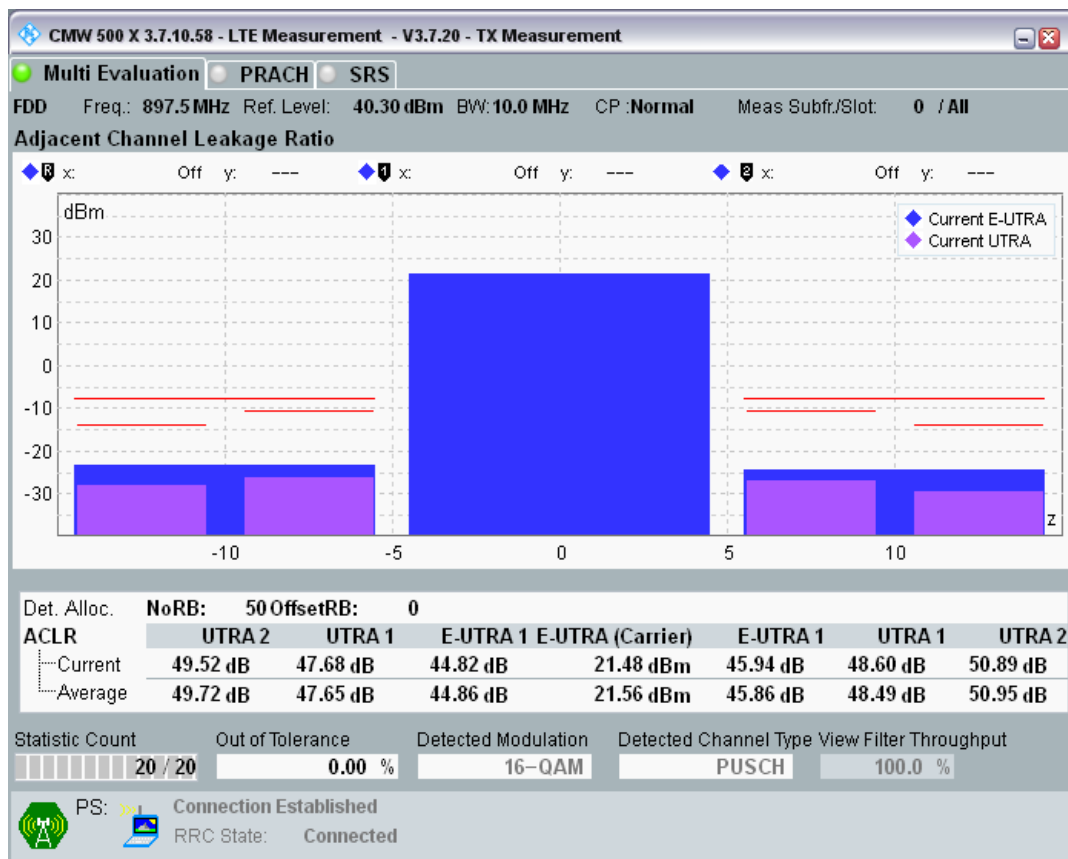 CMW 500 X 3.7.10.58 - LTE Measurement - V3.7.20 - TX Measurement
Multi Evaluation PRACH SRS
FDD Freq.: 897.5 MHz Ref. Level: 40.30 dBm BW: 10.0 MHz CP :Normal Meas Subfr./Slot: 0 / All
Adjacent Channel Leakage Ratio
R x: Off y: --- 1 x: Off y: --- 2 x: Off y: ---
dBm
Current E-UTRA
Current UTRA
30
20
10
0
-10
-20
-30
z
-10 -5 0 5 10
Det. Alloc. NoRB: 50 OffsetRB: 0
ACLR UTRA 2 UTRA 1 E-UTRA 1 E-UTRA (Carrier) E-UTRA 1 UTRA 1 UTRA 2
Current 49.52 dB 47.68 dB 44.82 dB 21.48 dBm 45.94 dB 48.60 dB 50.89 dB
Average 49.72 dB 47.65 dB 44.86 dB 21.56 dBm 45.86 dB 48.49 dB 50.95 dB
Statistic Count Out of Tolerance Detected Modulation Detected Channel Type View Filter Throughput
20 / 20 0.00 % 16-QAM PUSCH 100.0 %
PS: Connection Established
RRC State: Connected